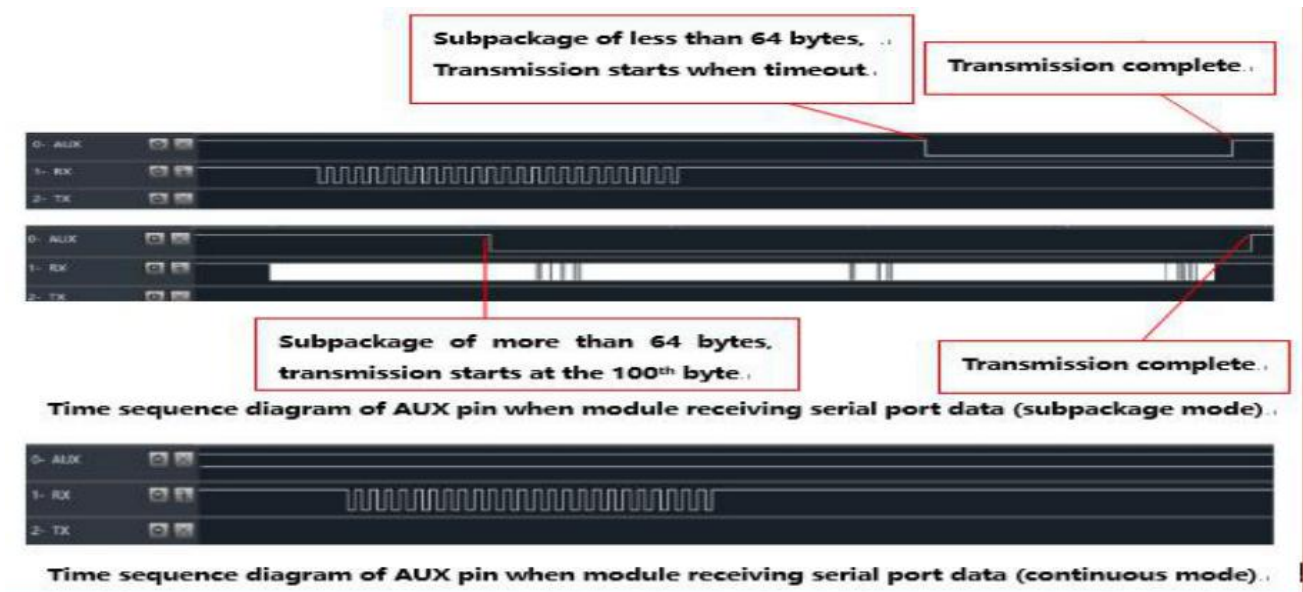 Subpackage of less than 64 bytes,
Transmission starts when timeout.
Transmission complete.
0- AUX
1- RX
2- TX
0- AUX
1- RX
2- TX
Subpackage of more than 64 bytes,
transmission starts at the 100th byte.
Transmission complete.
Time sequence diagram of AUX pin when module receiving serial port data (subpackage mode).
0- AUX
1- RX
2- TX
Time sequence diagram of AUX pin when module receiving serial port data (continuous mode).